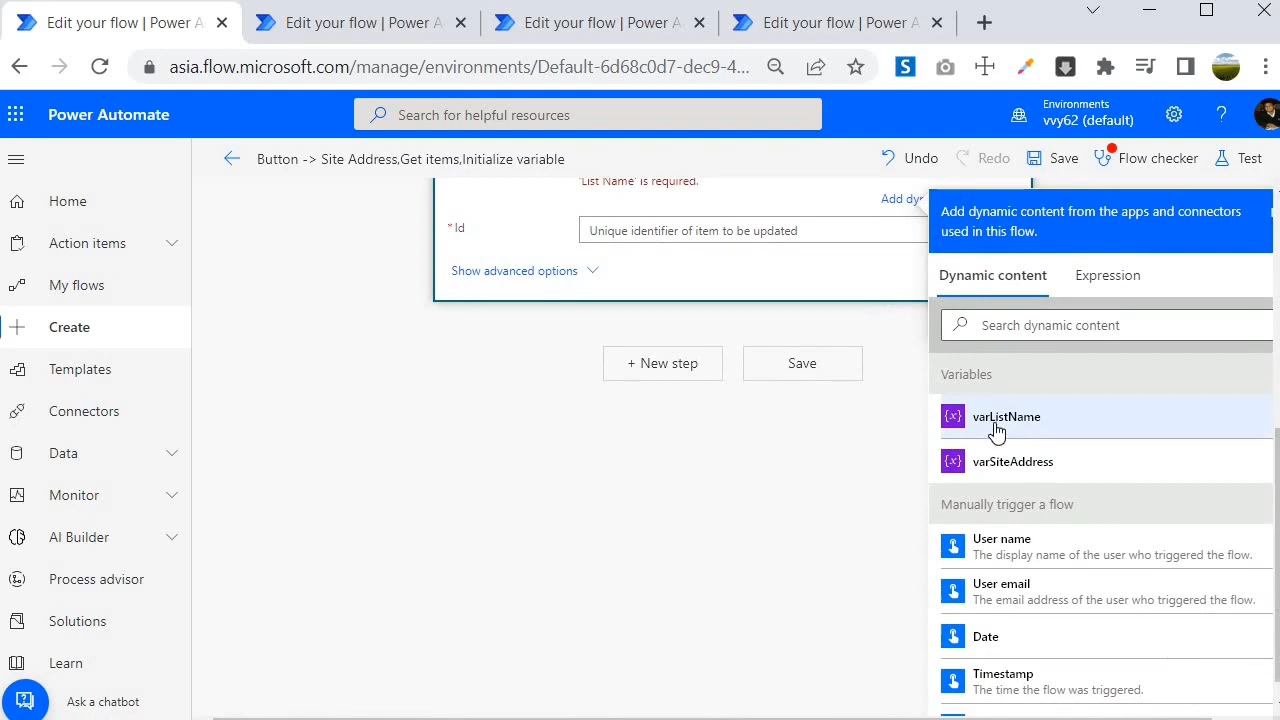 Edit your flow | Power A
Edit your flow | Power A
Edit your flow | Power A
Edit your flow | Power A
asia.flow.microsoft.com/manage/environments/Default-6d68c0d7-dec9-4...
Power Automate
Search for helpful resources
Environments
vvy62 (default)
Button -> Site Address,Get items,Initialize variable
Undo
Redo
Save
Flow checker
Test
Home
Action items
My flows
Create
Templates
Connectors
Data
Monitor
AI Builder
Process advisor
Solutions
Learn
Ask a chatbot
'List Name' is required.
Add dy
* Id
Unique identifier of item to be updated
Show advanced options
+ New step
Save
Add dynamic content from the apps and connectors
used in this flow.
Dynamic content
Expression
Search dynamic content
Variables
{x} varListName
{x} varSiteAddress
Manually trigger a flow
User name
The display name of the user who triggered the flow.
User email
The email address of the user who triggered the flow.
Date
Timestamp
The time the flow was triggered.